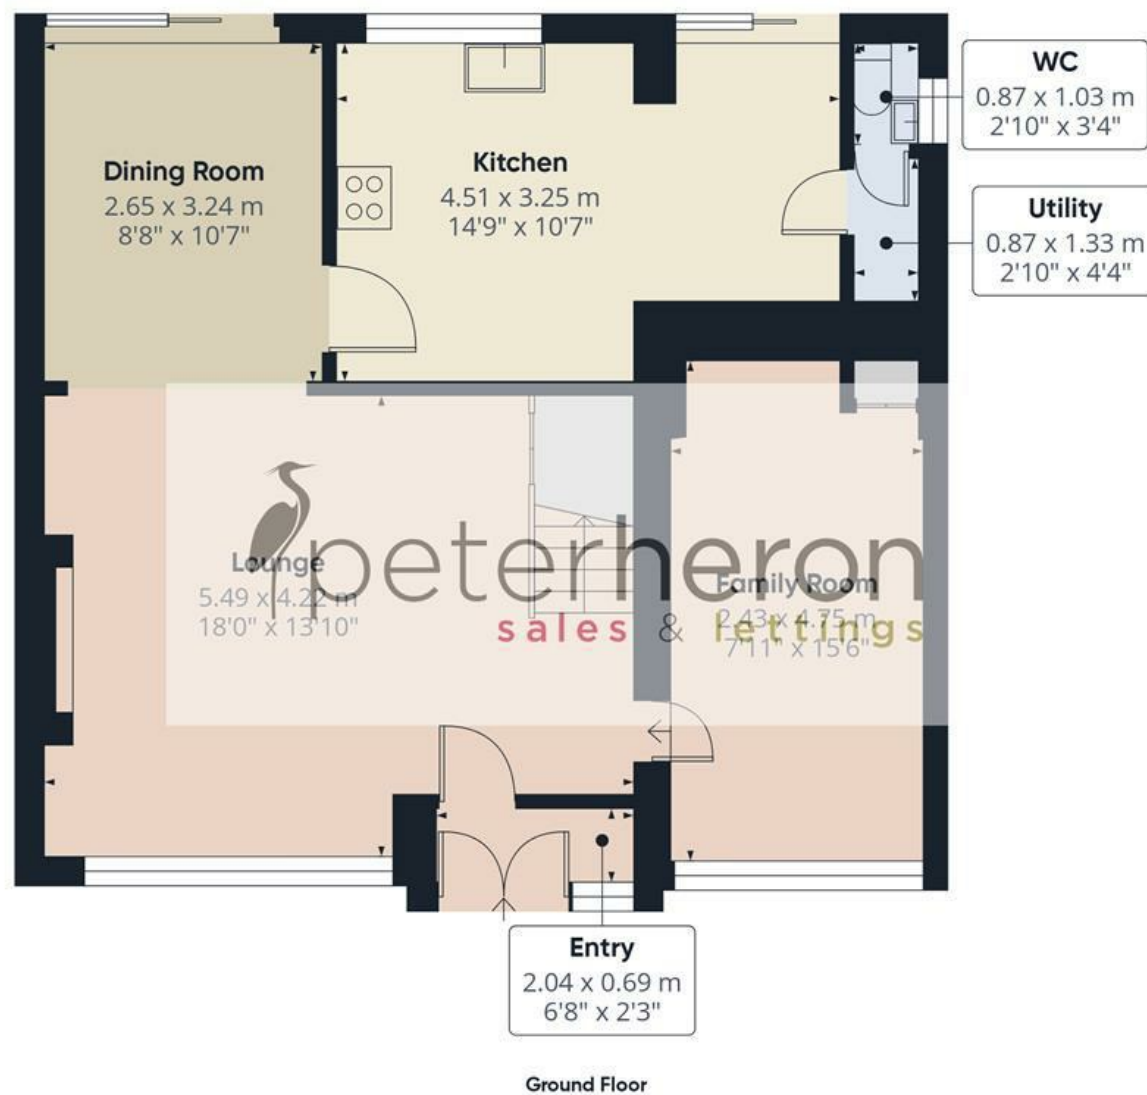 WC
0.87 x 1.03 m
2'10" x 3'4"
Dining Room
2.65 x 3.24 m
8'8" x 10'7"
Kitchen
4.51 x 3.25 m
14'9" x 10'7"
Utility
0.87 x 1.33 m
2'10" x 4'4"
peterheron
sales & lettings
Lounge
5.49 x 4.22 m
18'0" x 13'10"
Family Room
2.43 x 4.75 m
7'11" x 15'6"
Entry
2.04 x 0.69 m
6'8" x 2'3"
Ground Floor